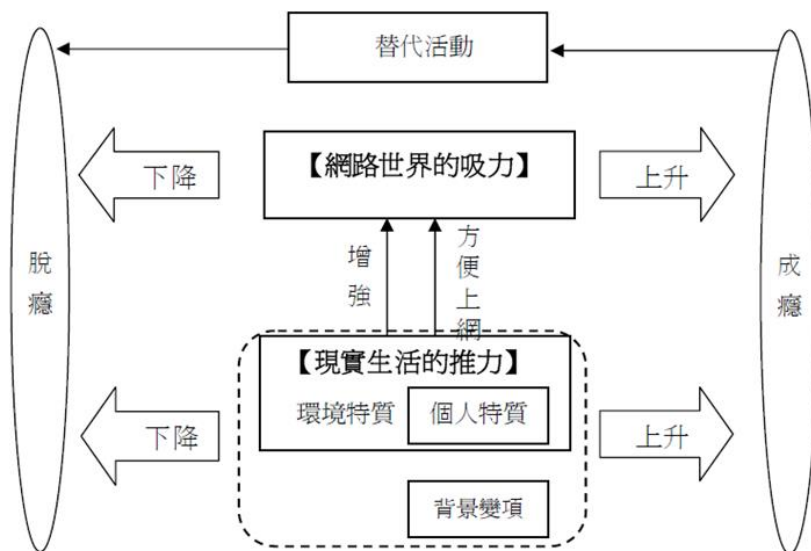 替代活動
下降
【網路世界的吸力】
上升
脫癮
增強
方便上網
成癮
【現實生活的推力】
環境特質
個人特質
下降
上升
背景變項